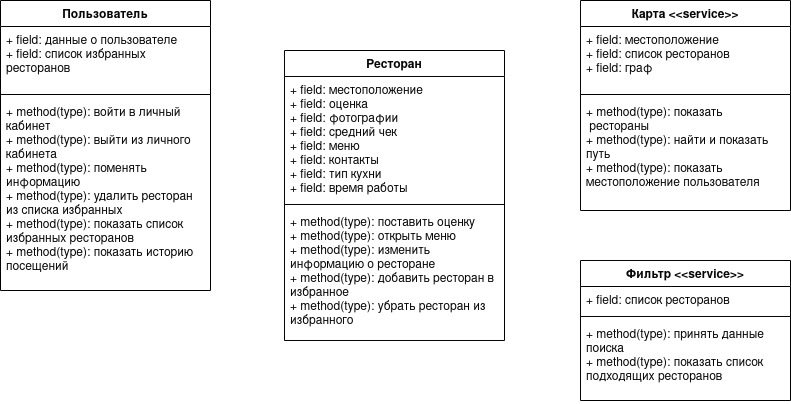 Пользователь
+ field: данные о пользователе
+ field: список избранных
ресторанов
+ method(type): войти в личный
кабинет
+ method(type): выйти из личного
кабинета
+ method(type): поменять
информацию
+ method(type): удалить ресторан
из списка избранных
+ method(type): показать список
избранных ресторанов
+ method(type): показать историю
посещений
Ресторан
+ field: местоположение
+ field: оценка
+ field: фотографии
+ field: средний чек
+ field: меню
+ field: контакты
+ field: тип кухни
+ field: время работы
+ method(type): поставить оценку
+ method(type): открыть меню
+ method(type): изменить
информацию о ресторане
+ method(type): добавить ресторан в
избранное
+ method(type): убрать ресторан из
избранного
Карта <<service>>
+ field: местоположение
+ field: список ресторанов
+ field: граф
+ method(type): показать
рестораны
+ method(type): найти и показать
путь
+ method(type): показать
местоположение пользователя
Фильтр <<service>>
+ field: список ресторанов
+ method(type): принять данные
поиска
+ method(type): показать список
подходящих ресторанов